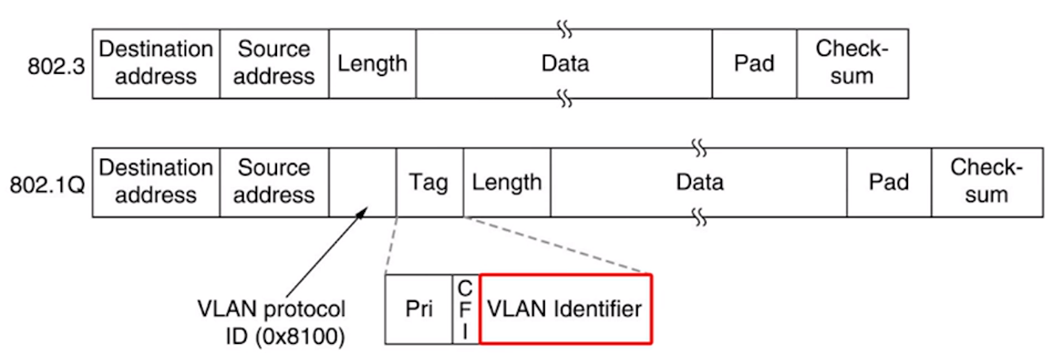 802.3
Destination address
Source address
Length
Data
Pad
Check-sum
802.1Q
Destination address
Source address
Tag
Length
Data
Pad
Check-sum
VLAN protocol
ID (0x8100)
Pri
CFI
VLAN Identifier